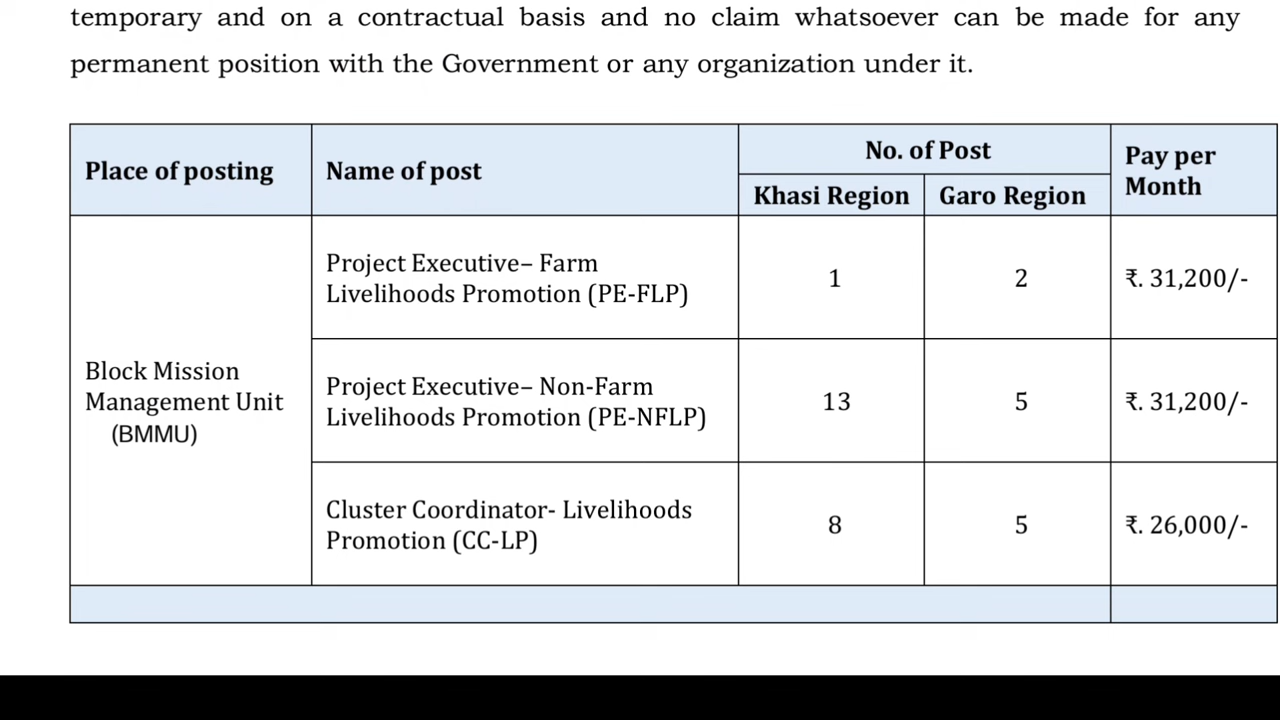 temporary and on a contractual basis and no claim whatsoever can be made for any
permanent position with the Government or any organization under it.
Place of posting
Name of post
No. of Post
Pay per
Month
Khasi Region
Garo Region
Block Mission
Management Unit
(BMMU)
Project Executive– Farm
Livelihoods Promotion (PE-FLP)
1
2
₹. 31,200/-
Project Executive– Non-Farm
Livelihoods Promotion (PE-NFLP)
13
5
₹. 31,200/-
Cluster Coordinator- Livelihoods
Promotion (CC-LP)
8
5
₹. 26,000/-